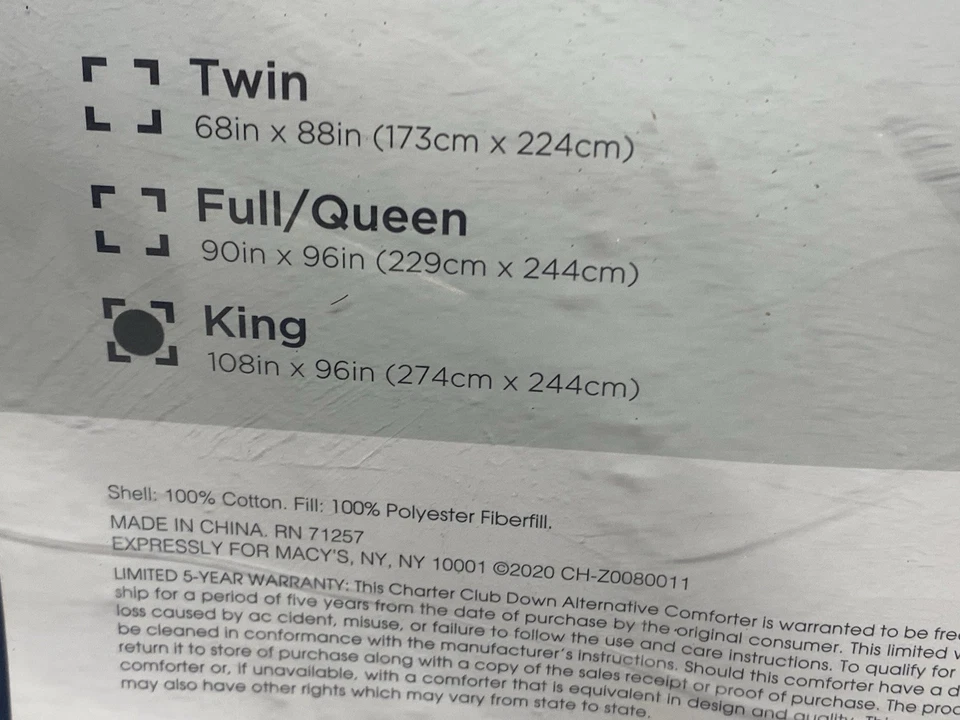 Twin
68in x 88in (173cm x 224cm)
Full/Queen
90in x 96in (229cm x 244cm)
King
108in x 96in (274cm x 244cm)
Shell: 100% Cotton. Fill: 100% Polyester Fiberfill.
MADE IN CHINA. RN 71257
EXPRESSLY FOR MACY'S, NY, NY 10001 ©2020 CH-Z0080011
LIMITED 5-YEAR WARRANTY: This Charter Club Down Alternative Comforter is warranted to be free
ship for a period of five years from the date of purchase by the original consumer. This limited
loss caused by ac cident, misuse, or failure to follow the use and care instructions. To qualify for
be cleaned in conformance with the manufacturer's instructions. Should this comforter have a
return it to store of purchase along with a copy of the sales receipt or proof of purchase. The
comforter or, if unavailable, with a comforter that is equivalent in design and quality.
may also have other rights which may vary from state to state.